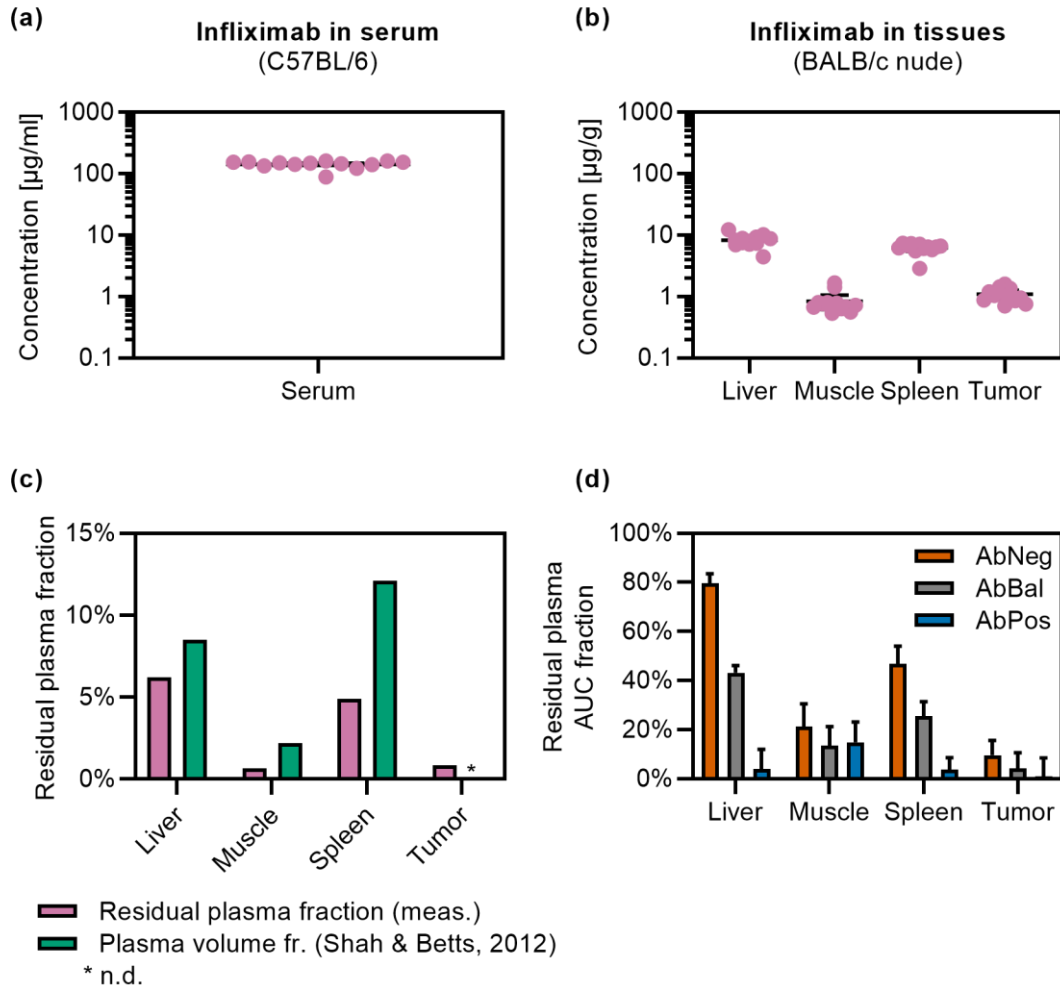 (a)
Infliximab in serum
(C57BL/6)
Concentration [µg/ml]
1000
100
10
1
0.1
Serum
(b)
Infliximab in tissues
(BALB/c nude)
Concentration [µg/g]
1000
100
10
1
0.1
Liver Muscle Spleen Tumor
(c)
Residual plasma fraction
15%
10%
5%
0%
*
Liver Muscle Spleen Tumor
Residual plasma fraction (meas.)
Plasma volume fr. (Shah & Betts, 2012)
* n.d.
(d)
Residual plasma
AUC fraction
100%
80%
60%
40%
20%
0%
AbNeg
AbBal
AbPos
Liver Muscle Spleen Tumor